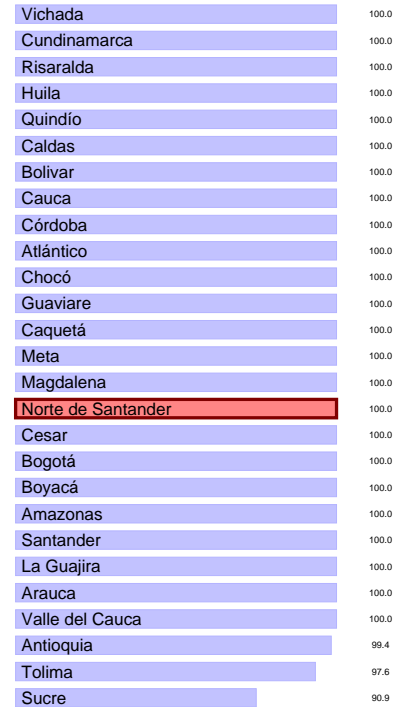 Vichada 100.0
Cundinamarca 100.0
Risaralda 100.0
Huila 100.0
Quindío 100.0
Caldas 100.0
Bolivar 100.0
Cauca 100.0
Córdoba 100.0
Atlántico 100.0
Chocó 100.0
Guaviare 100.0
Caquetá 100.0
Meta 100.0
Magdalena 100.0
Norte de Santander 100.0
Cesar 100.0
Bogotá 100.0
Boyacá 100.0
Amazonas 100.0
Santander 100.0
La Guajira 100.0
Arauca 100.0
Valle del Cauca 100.0
Antioquia 99.4
Tolima 97.6
Sucre 90.9